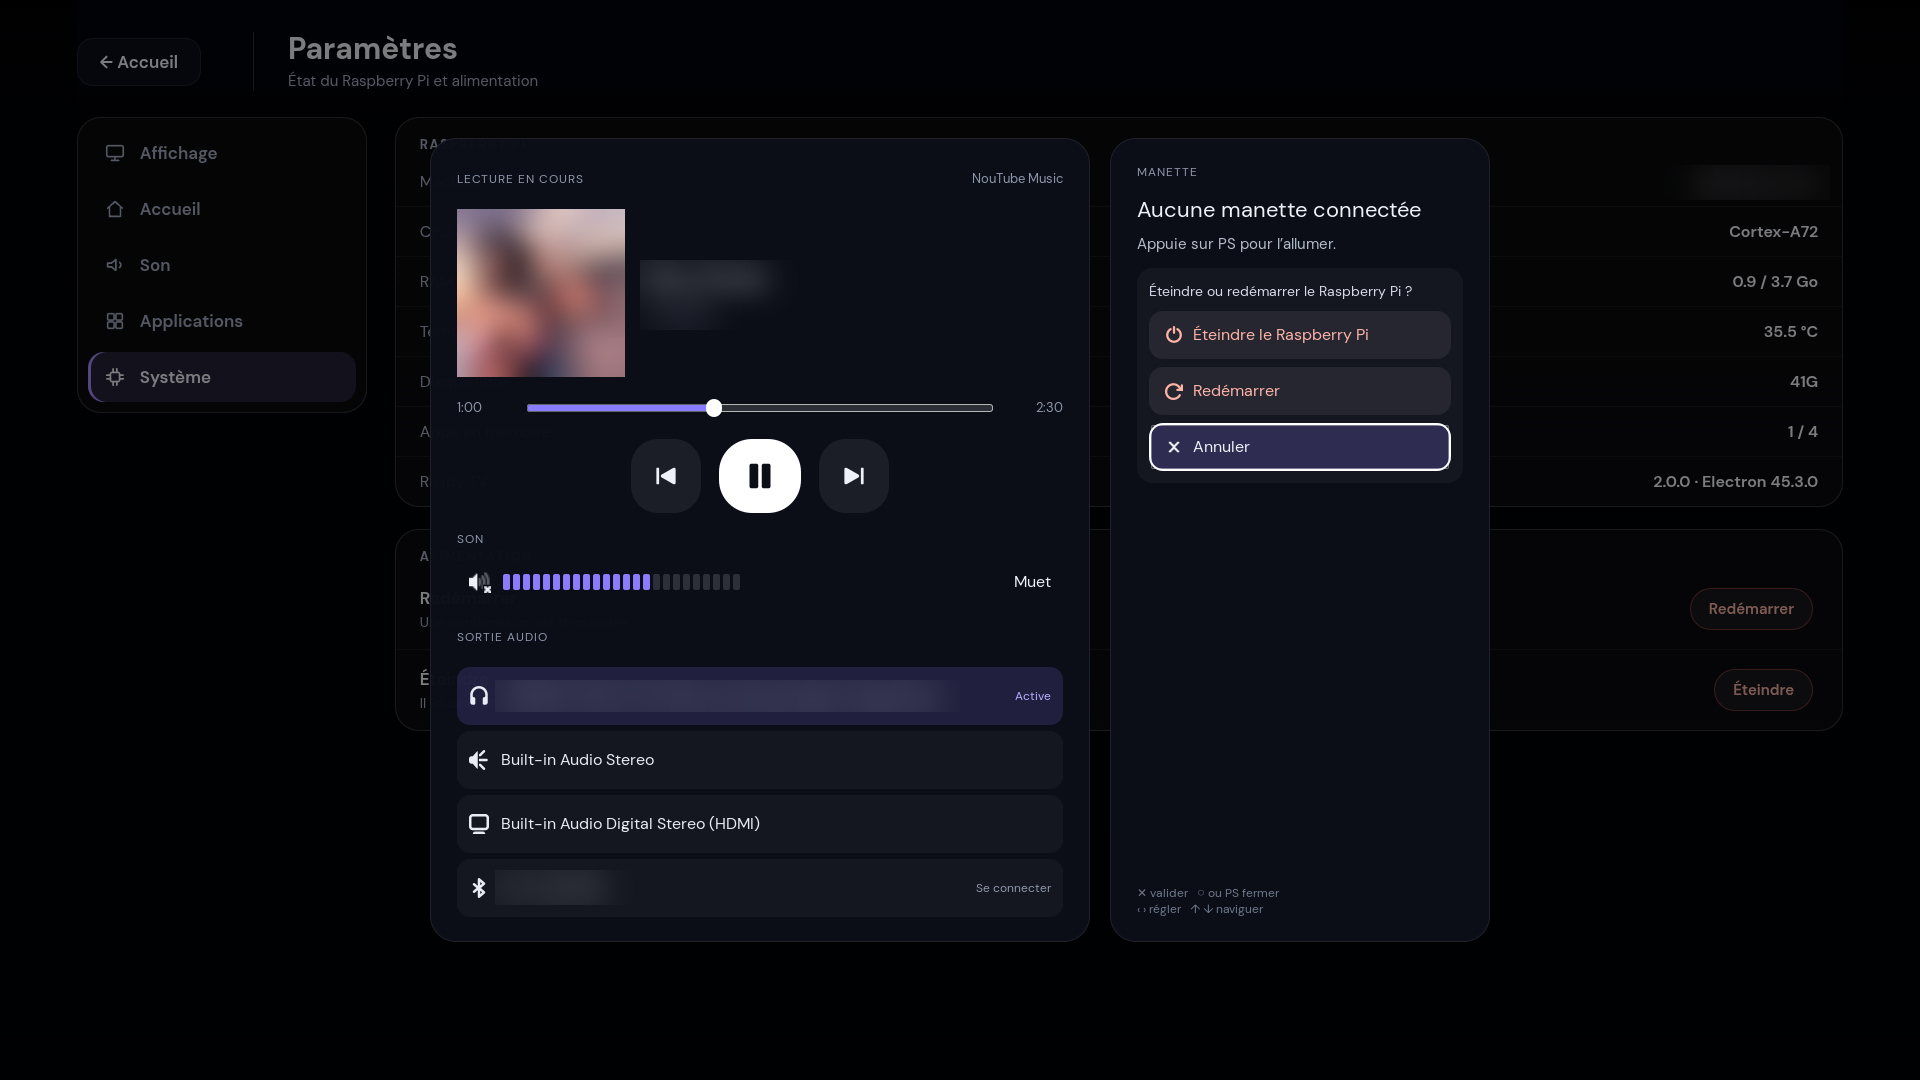 ← Accueil
Paramètres
État du Raspberry Pi et alimentation
Affichage
Accueil
Son
Applications
Système
LECTURE EN COURS
NouTube Music
1:00
2:30
SON
Muet
SORTIE AUDIO
Active
Built-in Audio Stereo
Built-in Audio Digital Stereo (HDMI)
Se connecter
MANETTE
Aucune manette connectée
Appuie sur PS pour l’allumer.
Éteindre ou redémarrer le Raspberry Pi ?
Éteindre le Raspberry Pi
Redémarrer
Annuler
✕ valider ○ ou PS fermer
‹ › régler ↑ ↓ naviguer
Cortex-A72
0.9 / 3.7 Go
35.5 °C
41G
1 / 4
2.0.0 · Electron 45.3.0
Redémarrer
Éteindre